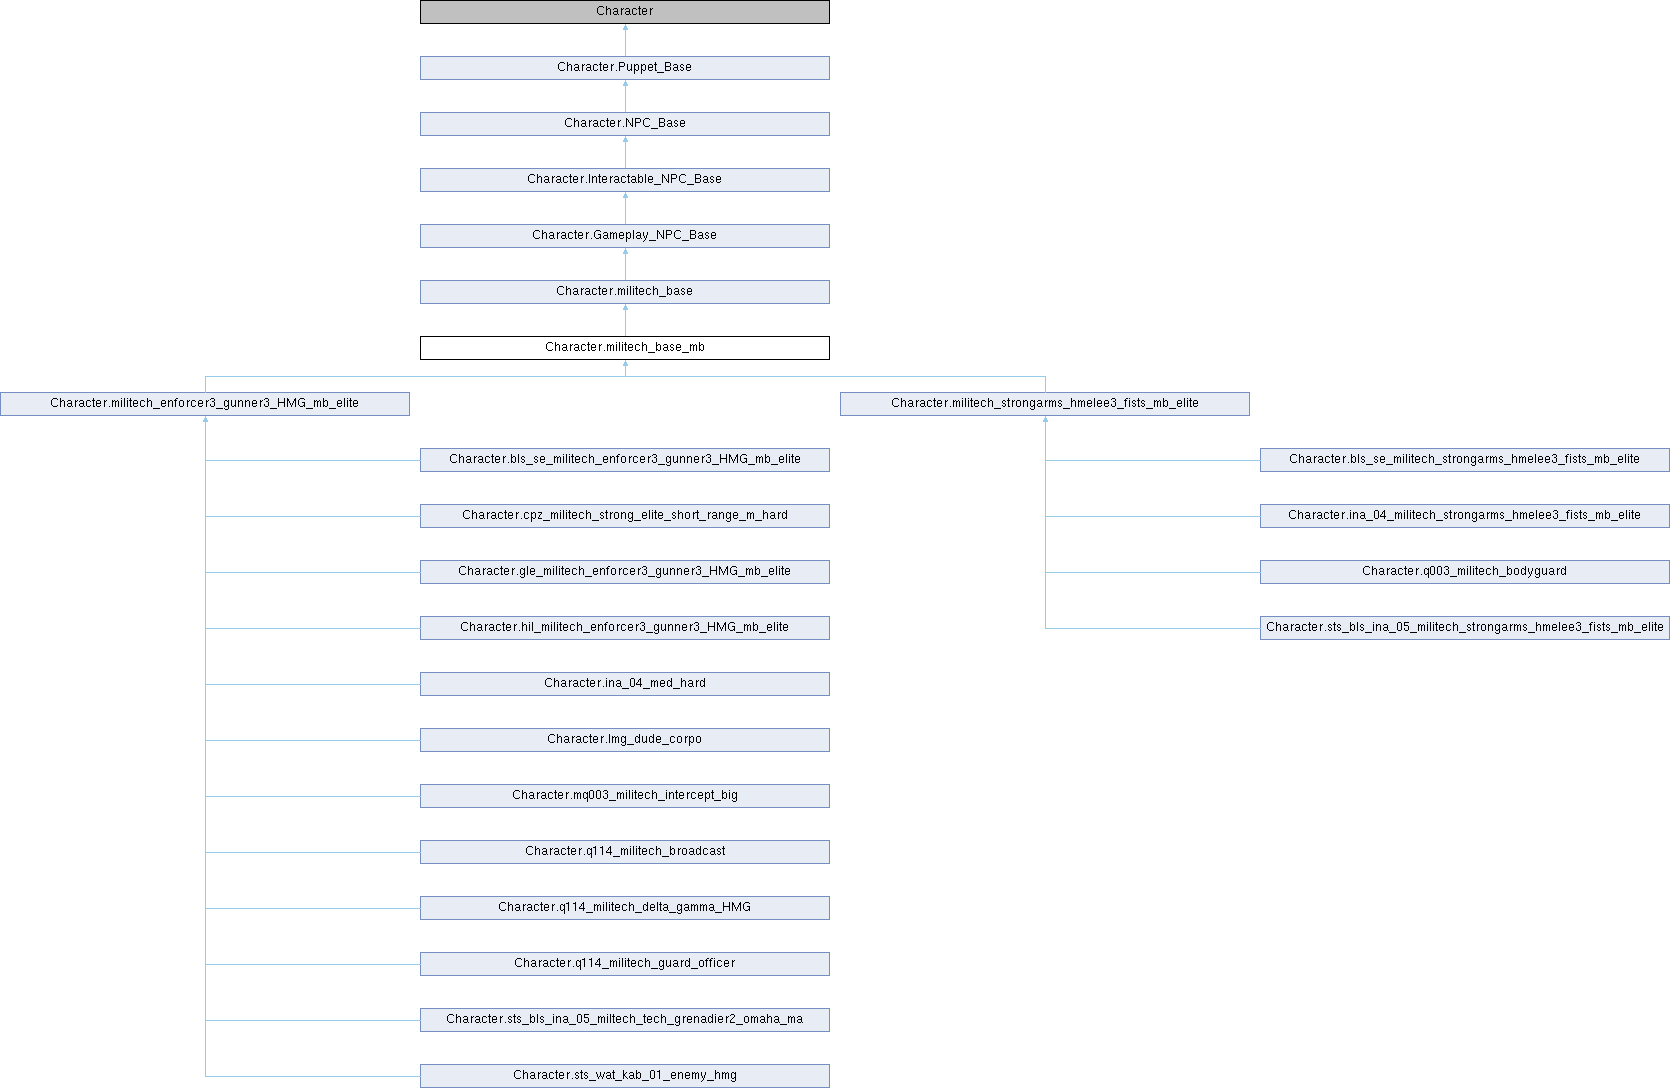 Character
Character.Puppet_Base
Character.NPC_Base
Character.Interactable_NPC_Base
Character.Gameplay_NPC_Base
Character.militech_base
Character.militech_base_mb
Character.militech_enforcer3_gunner3_HMG_mb_elite
Character.militech_strongarms_hmelee3_fists_mb_elite
Character.bls_se_militech_enforcer3_gunner3_HMG_mb_elite
Character.bls_se_militech_strongarms_hmelee3_fists_mb_elite
Character.cpz_militech_strong_elite_short_range_m_hard
Character.ina_04_militech_strongarms_hmelee3_fists_mb_elite
Character.gle_militech_enforcer3_gunner3_HMG_mb_elite
Character.q003_militech_bodyguard
Character.hil_militech_enforcer3_gunner3_HMG_mb_elite
Character.sts_bls_ina_05_militech_strongarms_hmelee3_fists_mb_elite
Character.ina_04_med_hard
Character.lmg_dude_corpo
Character.mq003_militech_intercept_big
Character.q114_militech_broadcast
Character.q114_militech_delta_gamma_HMG
Character.q114_militech_guard_officer
Character.sts_bls_ina_05_miltech_tech_grenadier2_omaha_ma
Character.sts_wat_kab_01_enemy_hmg